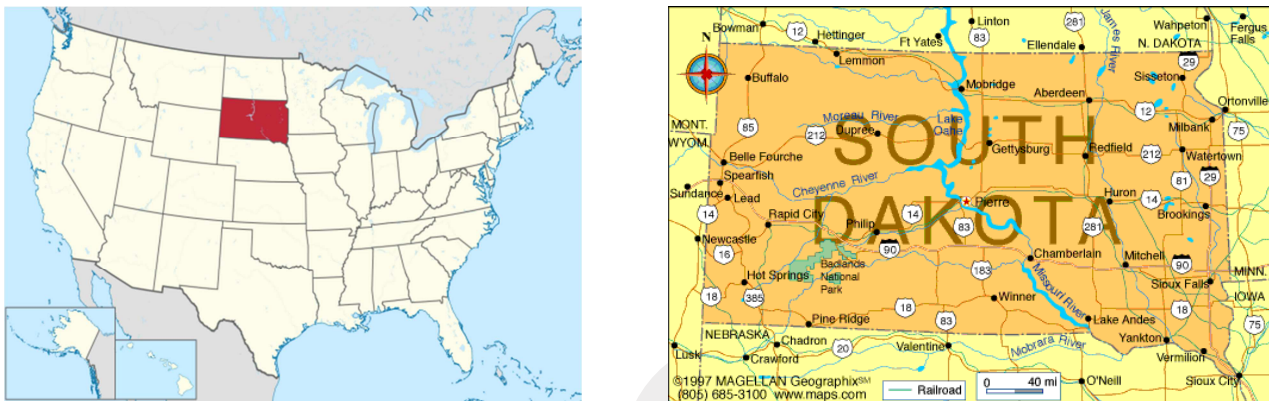 Bowman
12
Hettinger
Ft Yates
Linton
83
281
Ellendale
James River
Wahpeton
Fergus
Falls
N. DAKOTA
N
Lemmon
29
Buffalo
Sisseton
Mobridge
Aberdeen
12
Ortonville
MONT.
WYOM.
85
212
Moreau River
Dupree
Lake
Oahe
SOUTH
Gettysburg
Redfield
Milbank
75
212
Watertown
Belle Fourche
Spearfish
Sundance
Lead
Cheyenne River
81
29
DAKOTA
Pierre
Huron
14
Brookings
14
Rapid City
Philip
14
83
281
Newcastle
16
90
Chamberlain
Mitchell
90
MINN.
Hot Springs
Badlands
National
Park
183
Missouri River
Sioux Falls
IOWA
18
385
Winner
18
18
75
Pine Ridge
83
Lake Andes
Yankton
NEBRASKA
Chadron
20
Valentine
Niobrara River
Vermilion
Lusk
Crawford
O'Neill
Sioux City
©1997 MAGELLAN Geographix℠
(805) 685-3100 www.maps.com
Railroad
0 40 mi